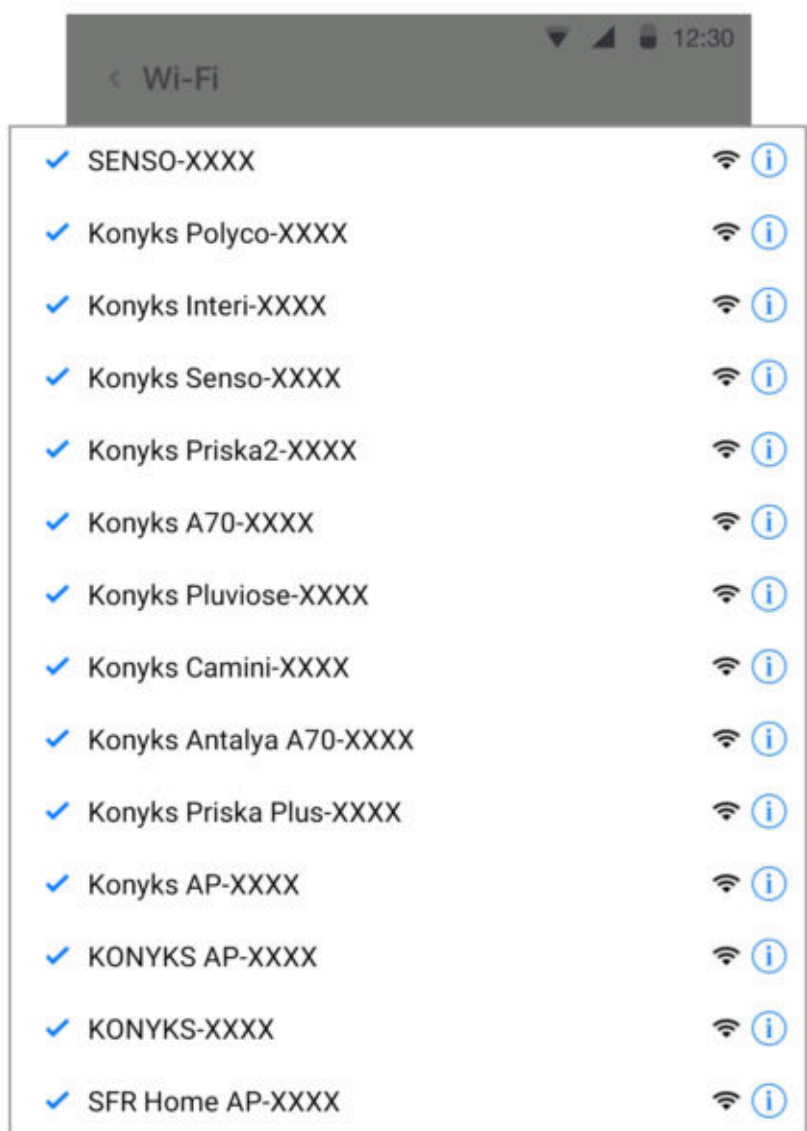 12:30
< Wi-Fi
SENSO-XXXX
Konyks Polyco-XXXX
Konyks Interi-XXXX
Konyks Senso-XXXX
Konyks Priska2-XXXX
Konyks A70-XXXX
Konyks Pluviose-XXXX
Konyks Camini-XXXX
Konyks Antalya A70-XXXX
Konyks Priska Plus-XXXX
Konyks AP-XXXX
KONYKS AP-XXXX
KONYKS-XXXX
SFR Home AP-XXXX